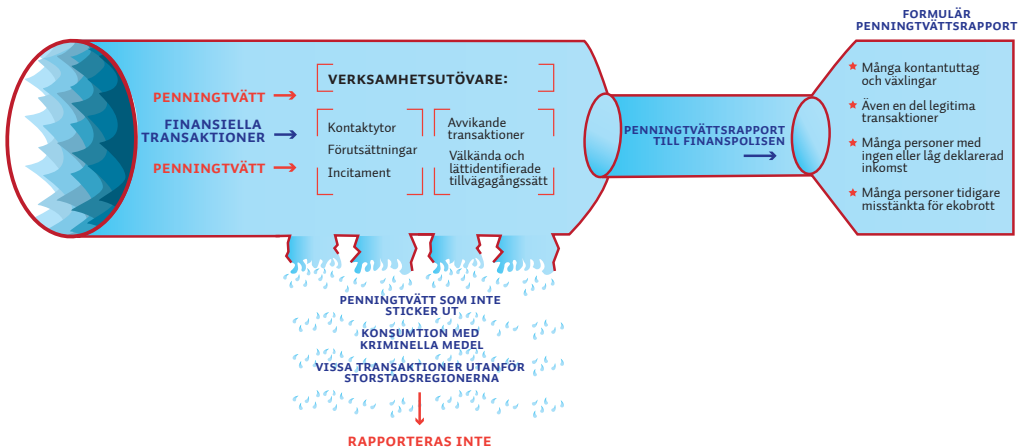 FORMULÄR
PENNINGTVÄTTSRAPPORT
VERKSAMHETSUTÖVARE:
PENNINGTVÄTT
FINANSIELLA
TRANSAKTIONER
PENNINGTVÄTT
Kontaktytor
Förutsättningar
Incitament
Avvikande
transaktioner
Välkända och
lättidentifierade
tillvägagångssätt
PENNINGTVÄTTSRAPPORT
TILL FINANSPOLISEN
Många kontantuttag
och växlingar
Även en del legitima
transaktioner
Många personer med
ingen eller låg deklarerad
inkomst
Många personer tidigare
misstänkta för ekobrott
PENNINGTVÄTT SOM INTE
STICKER UT
KONSUMTION MED
KRIMINELLA MEDEL
VISSA TRANSAKTIONER UTANFÖR
STORSTADSREGIONERNA
RAPPORTERAS INTE